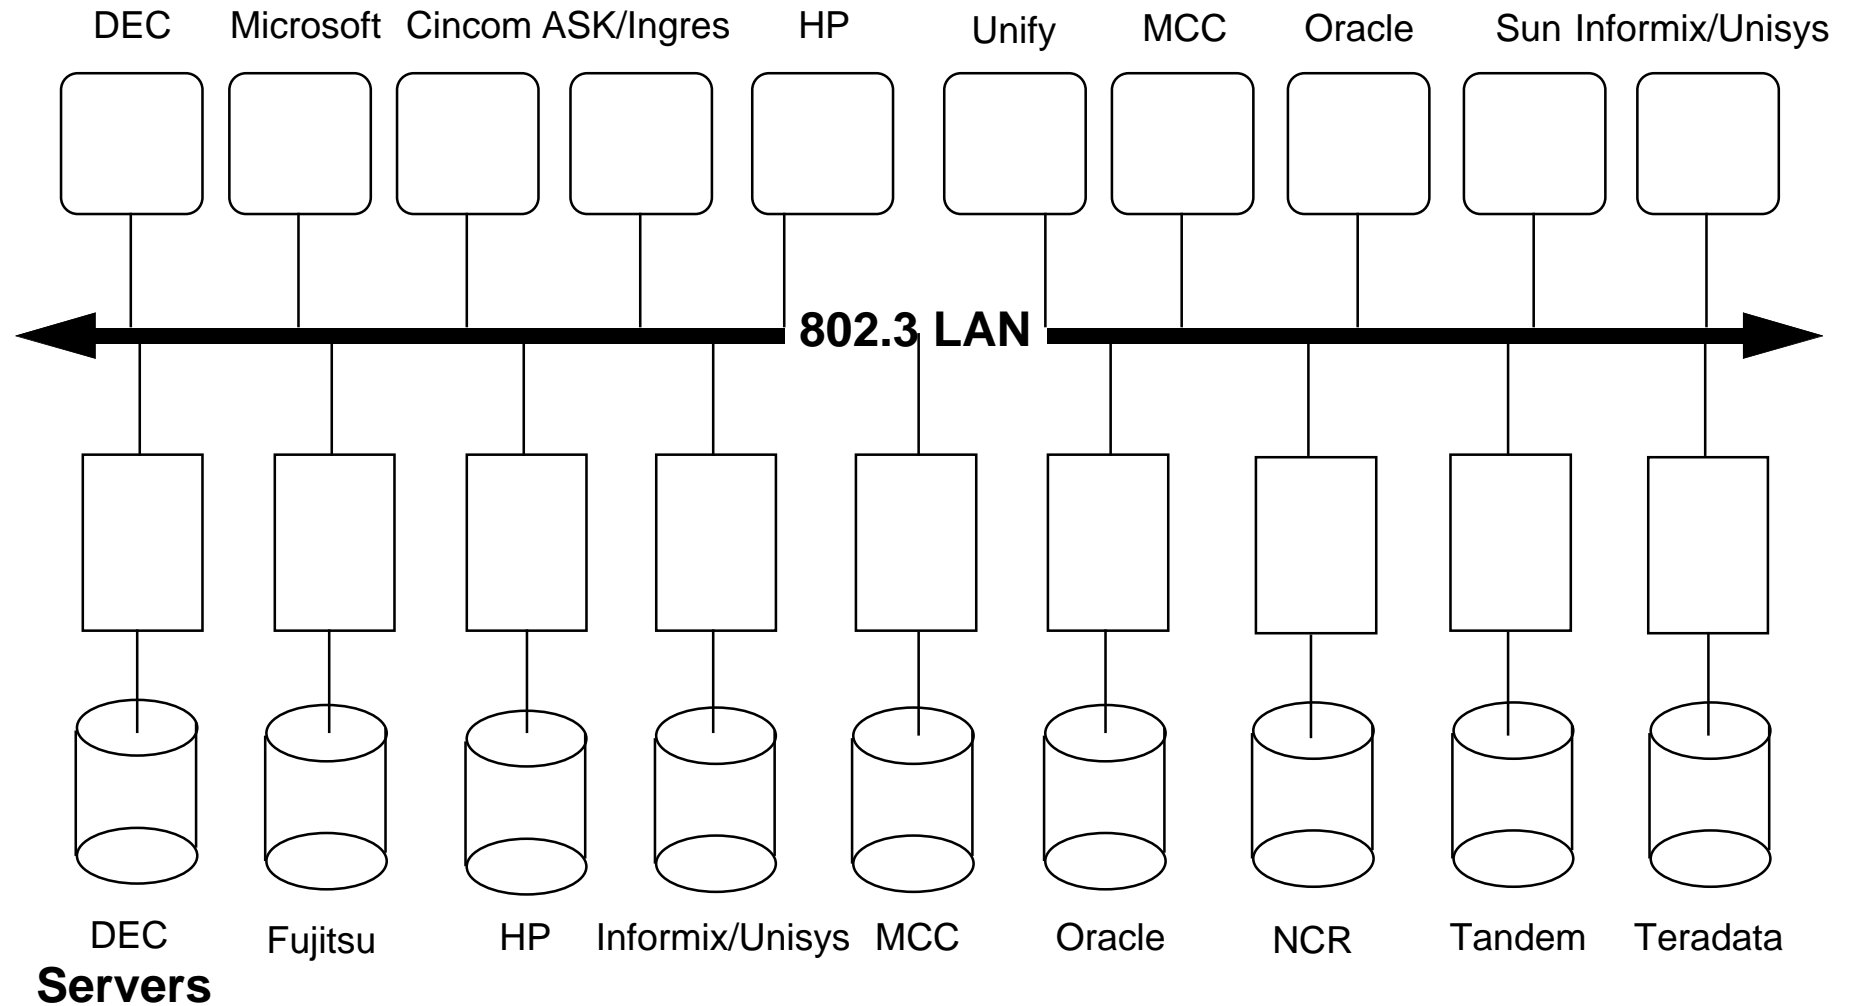 DEC Microsoft Cincom ASK/Ingres HP Unify MCC Oracle Sun Informix/Unisys
802.3 LAN
DEC Fujitsu HP Informix/Unisys MCC Oracle NCR Tandem Teradata
Servers